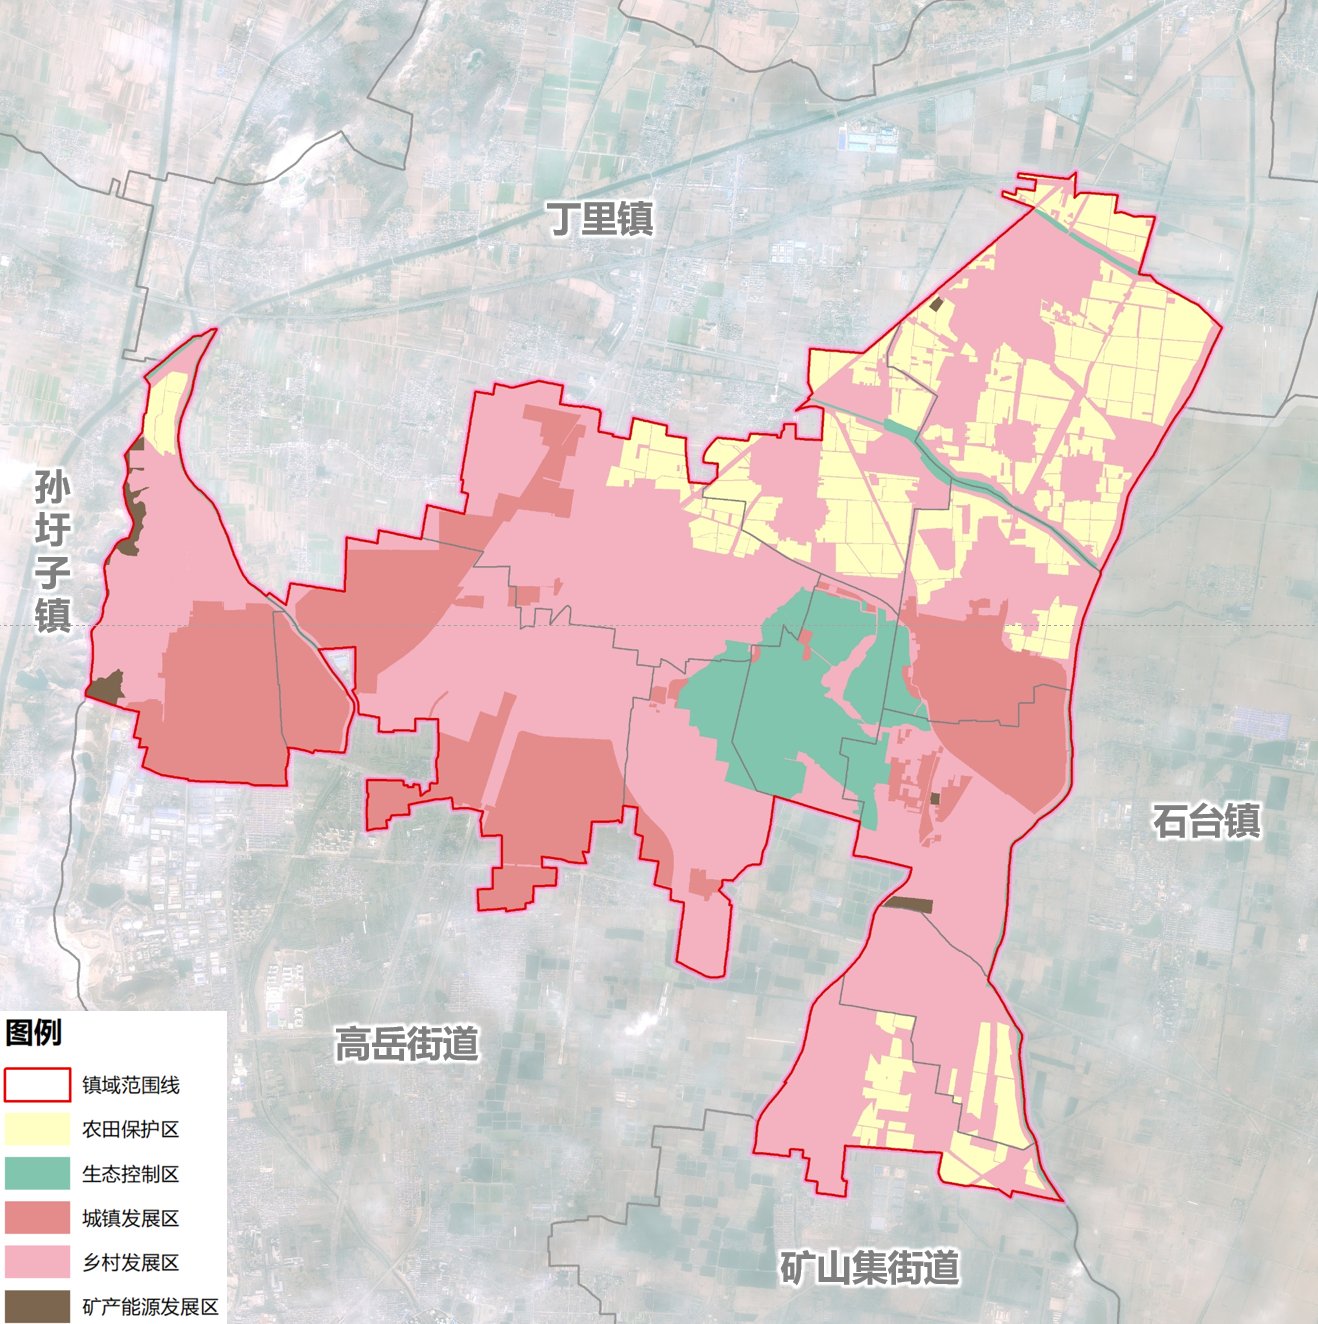 丁里镇
孙圩子镇
石台镇
高岳街道
矿山集街道
图例
镇域范围线
农田保护区
生态控制区
城镇发展区
乡村发展区
矿产能源发展区